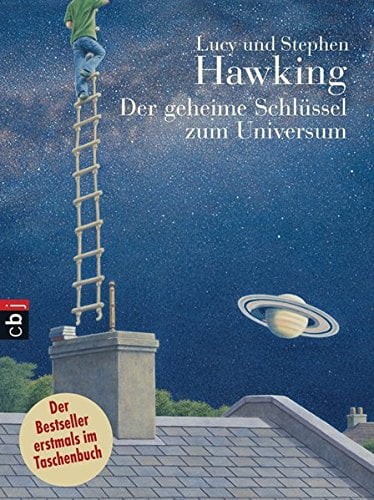 Lucy und Stephen
Hawking
Der geheime Schlüssel
zum Universum
cbj
Der
Bestseller
erstmals im
Taschenbuch